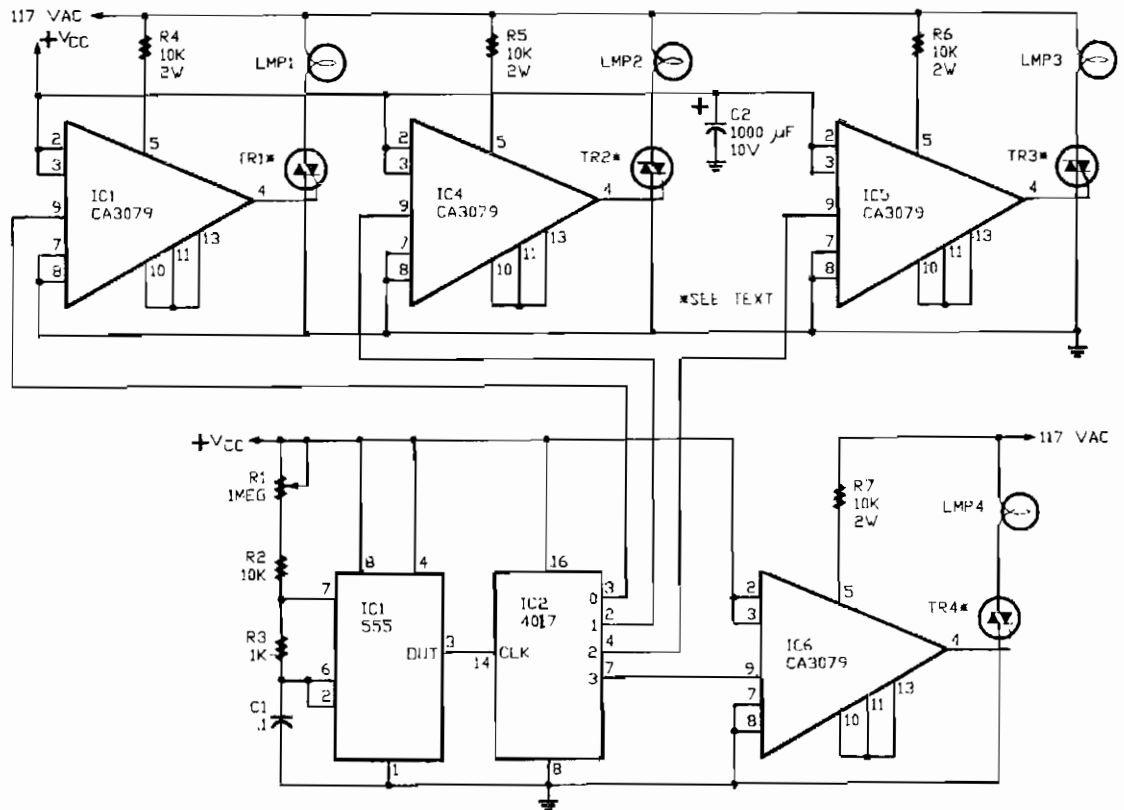 117 VAC
+VCC
R4
10K
2W
LMP1
R5
10K
2W
LMP2
R6
10K
2W
LMP3
+
C2
1000 µF
10V
2
3
5
9
7
8
IC1
CA3079
4
10
11
13
TR1*
2
3
5
9
7
8
IC4
CA3079
4
10
11
13
TR2*
2
3
5
9
7
8
IC5
CA3079
4
10
11
13
TR3*
*SEE TEXT
+VCC
R1
1MEG
R2
10K
R3
1K
C1
.1
8
4
7
6
2
IC1
555
OUT
3
1
16
IC2
4017
14
CLK
0
3
1
2
2
4
3
7
8
117 VAC
R7
10K
2W
LMP4
2
3
5
9
7
8
IC6
CA3079
4
10
11
13
TR4*